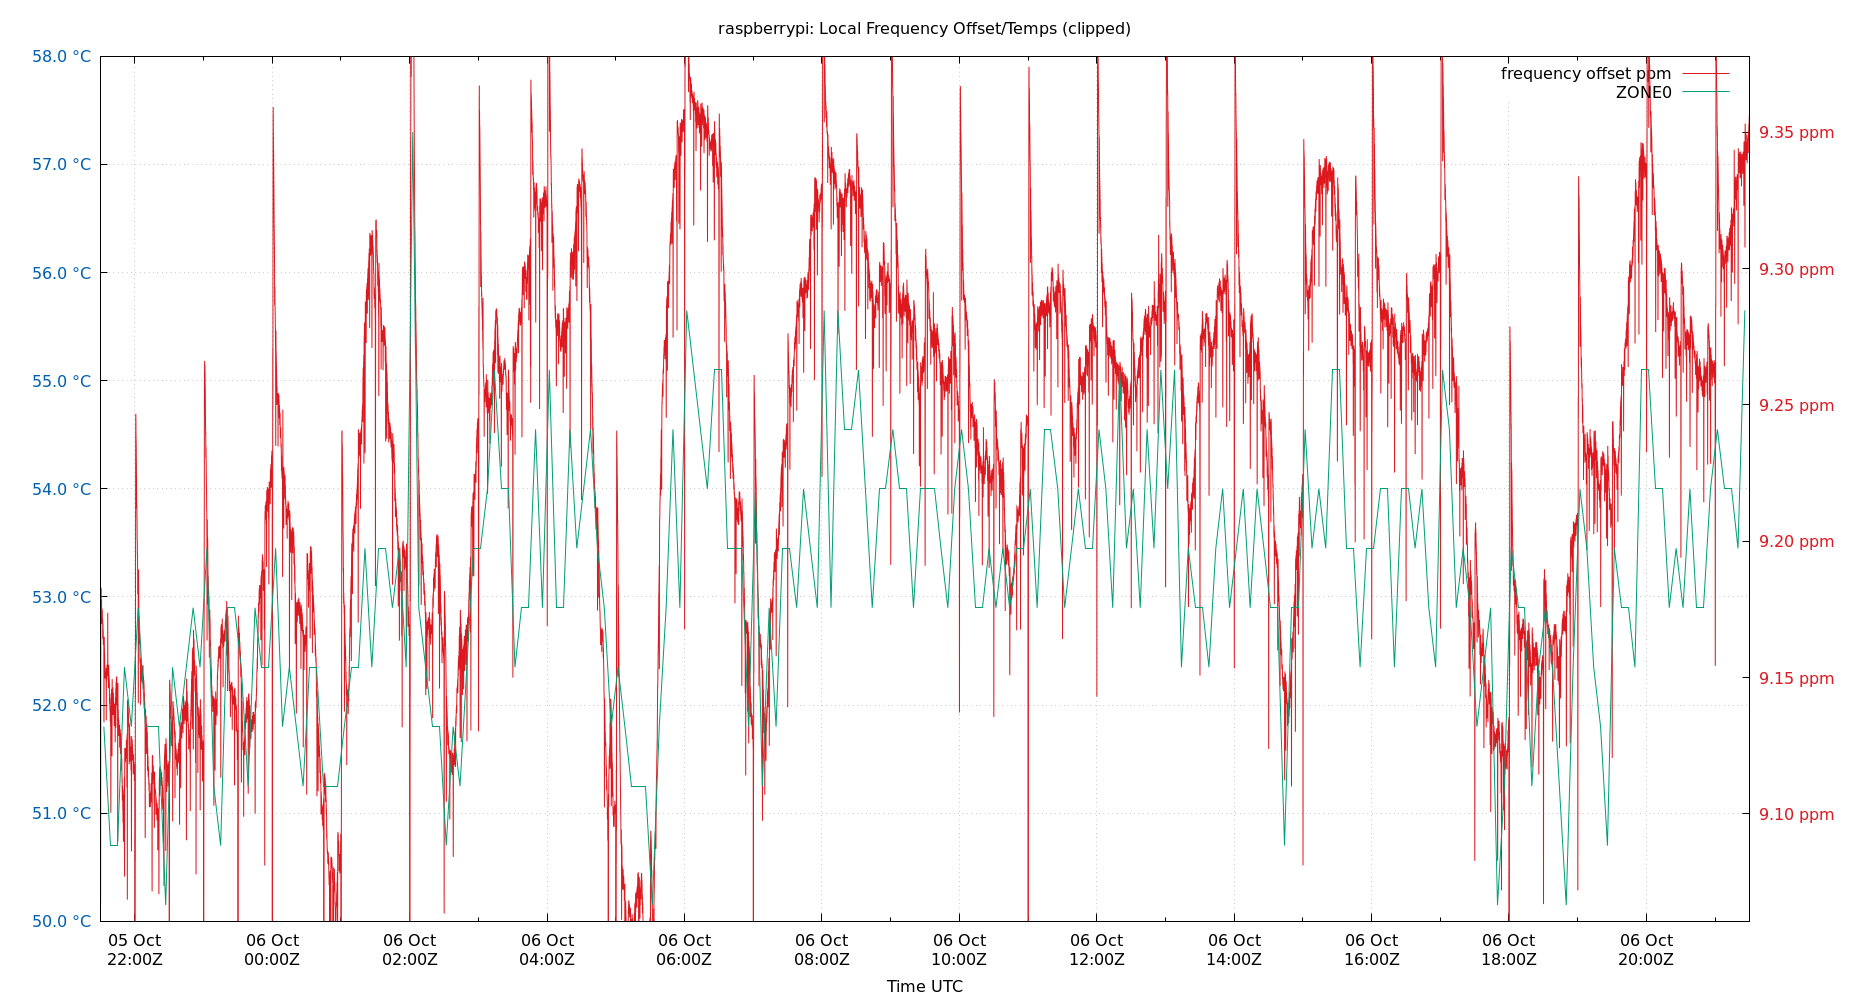 raspberrypi: Local Frequency Offset/Temps (clipped)
frequency offset ppm
ZONE0
58.0 °C
57.0 °C
56.0 °C
55.0 °C
54.0 °C
53.0 °C
52.0 °C
51.0 °C
50.0 °C
9.35 ppm
9.30 ppm
9.25 ppm
9.20 ppm
9.15 ppm
9.10 ppm
05 Oct 06 Oct 06 Oct 06 Oct 06 Oct 06 Oct 06 Oct 06 Oct 06 Oct 06 Oct 06 Oct 06 Oct
22:00Z 00:00Z 02:00Z 04:00Z 06:00Z 08:00Z 10:00Z 12:00Z 14:00Z 16:00Z 18:00Z 20:00Z
Time UTC